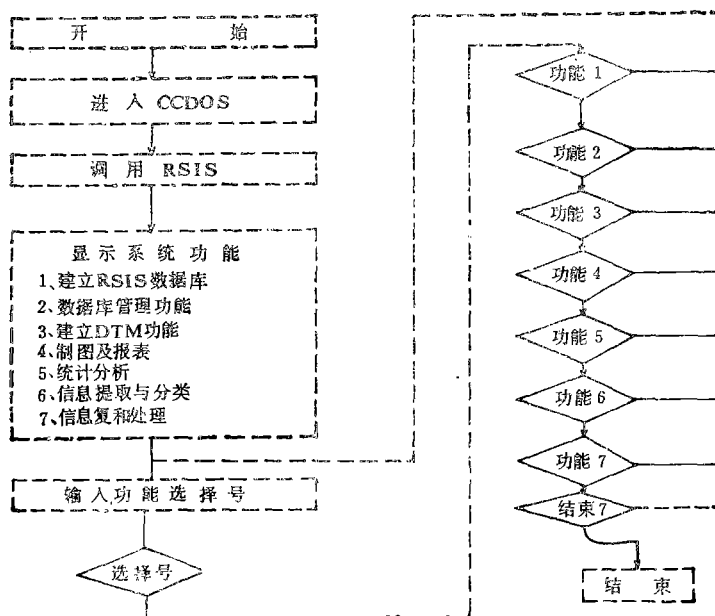 开 始
进 入 CCDOS
调 用 RSIS
显 示 系 统 功 能
1、建立RSIS数据库
2、数据库管理功能
3、建立DTM功能
4、制图及报表
5、统计分析
6、信息提取与分类
7、信息复和处理
输 入 功 能 选 择 号
选择号
功能 1
功能 2
功能 3
功能 4
功能 5
功能 6
功能 7
结束 7
结 束